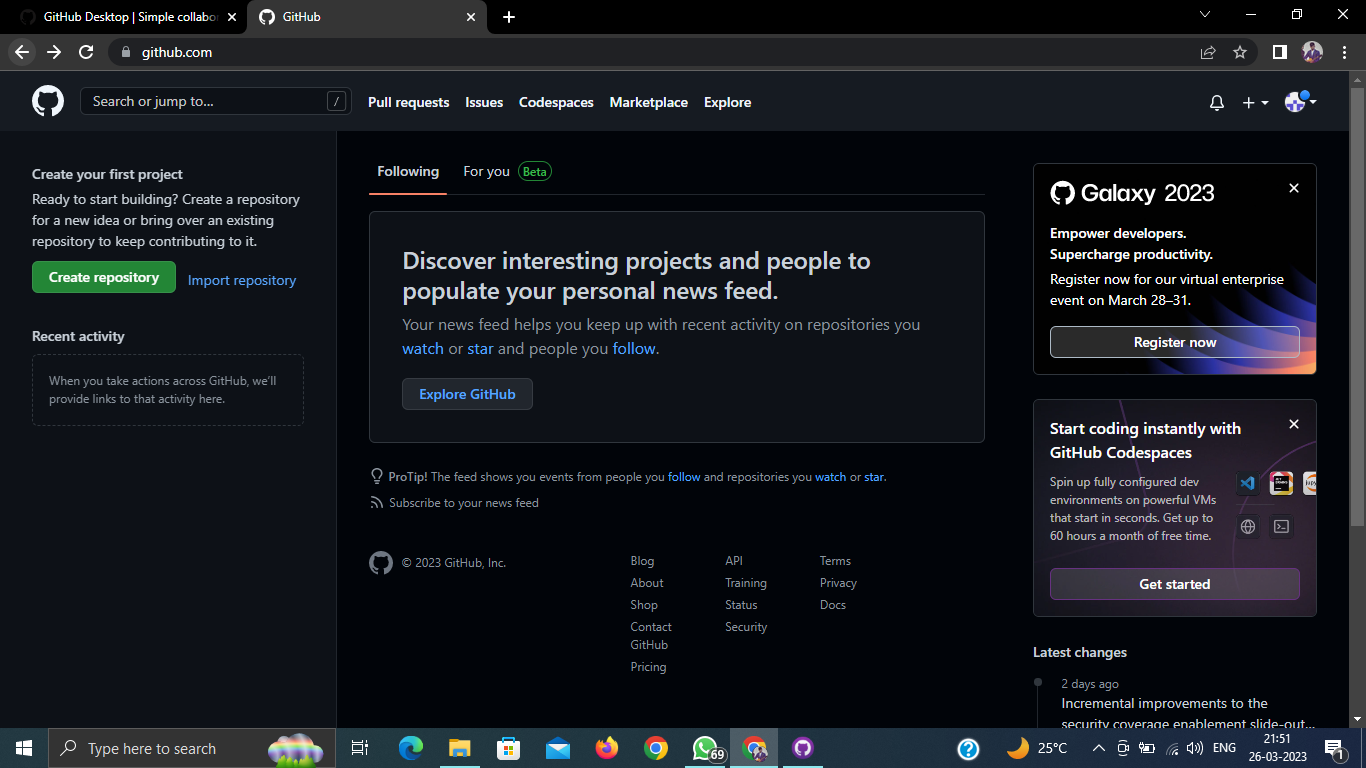 GitHub Desktop | Simple collabo
GitHub
github.com
Search or jump to...
/
Pull requests
Issues
Codespaces
Marketplace
Explore
Create your first project
Ready to start building? Create a repository
for a new idea or bring over an existing
repository to keep contributing to it.
Create repository
Import repository
Recent activity
When you take actions across GitHub, we'll
provide links to that activity here.
Following
For you
Beta
Discover interesting projects and people to
populate your personal news feed.
Your news feed helps you keep up with recent activity on repositories you
watch or star and people you follow.
Explore GitHub
ProTip! The feed shows you events from people you follow and repositories you watch or star.
Subscribe to your news feed
© 2023 GitHub, Inc.
Blog
About
Shop
Contact
GitHub
Pricing
API
Training
Status
Security
Terms
Privacy
Docs
Galaxy 2023
Empower developers.
Supercharge productivity.
Register now for our virtual enterprise
event on March 28–31.
Register now
Start coding instantly with
GitHub Codespaces
Spin up fully configured dev
environments on powerful VMs
that start in seconds. Get up to
60 hours a month of free time.
Get started
Latest changes
2 days ago
Incremental improvements to the
security coverage enablement slide-out...
Type here to search
69
25°C
ENG
21:51
26-03-2023
1